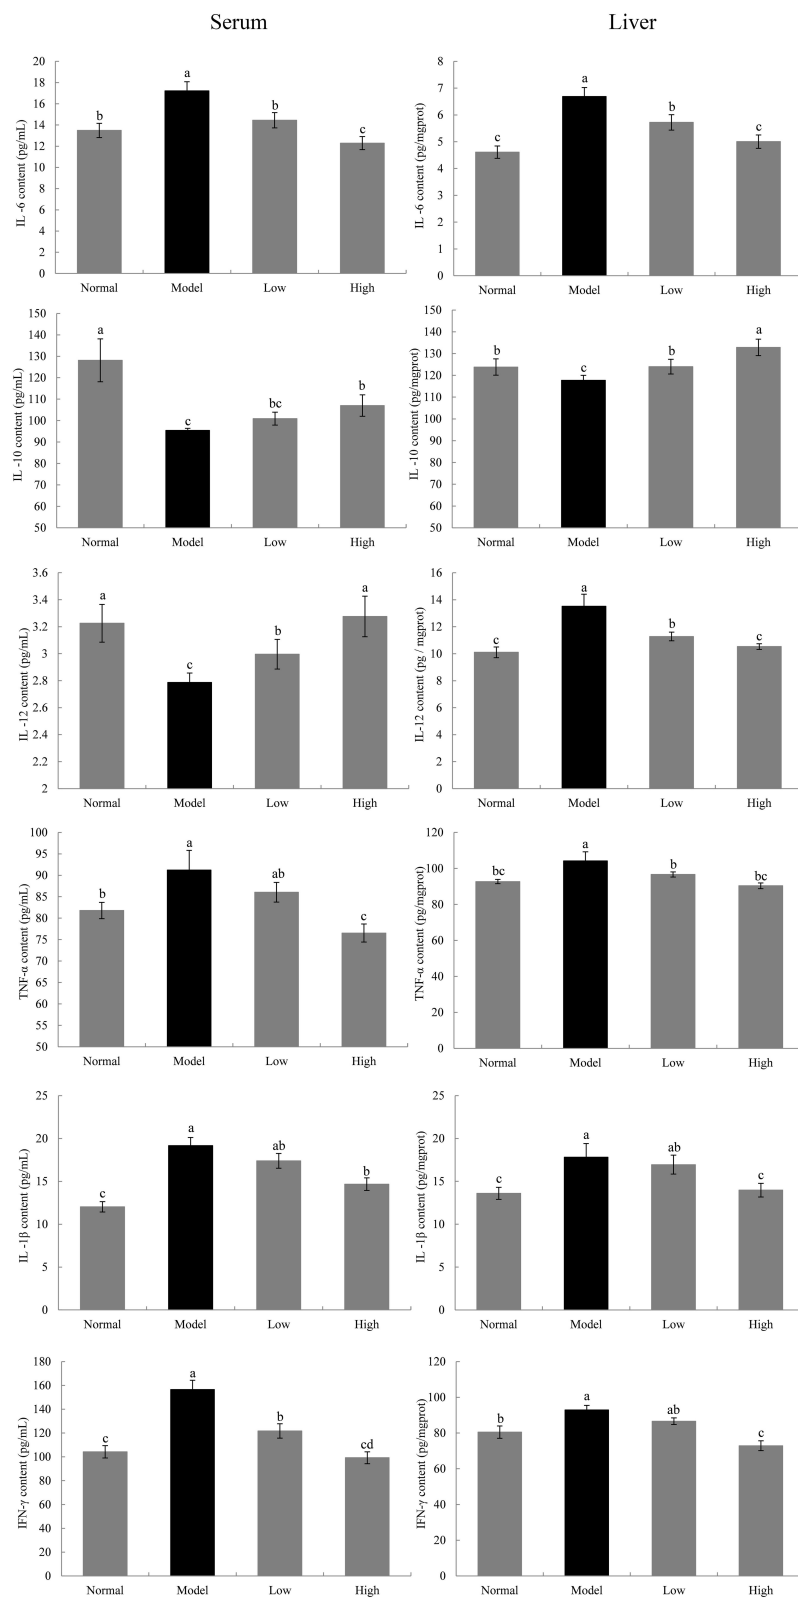 Serum
Liver
IL -6 content (pg/mL)
20
18
16
14
12
10
8
6
4
2
0
b
a
b
c
Normal Model Low High
IL -6 content (pg/mgprot)
8
7
6
5
4
3
2
1
0
c
a
b
c
Normal Model Low High
IL -10 content (pg/mL)
150
140
130
120
110
100
90
80
70
60
50
a
c
bc
b
Normal Model Low High
IL -10 content (pg/mgprot)
150
140
130
120
110
100
90
80
70
60
50
b
c
b
a
Normal Model Low High
IL -12 content (pg/mL)
3.6
3.4
3.2
3
2.8
2.6
2.4
2.2
2
a
c
b
a
Normal Model Low High
IL-12 content (pg / mgprot)
16
14
12
10
8
6
4
2
0
c
a
b
c
Normal Model Low High
TNF-α content (pg/mL)
100
95
90
85
80
75
70
65
60
55
50
b
a
ab
c
Normal Model Low High
TNF-α content (pg/mgprot)
120
100
80
60
40
20
0
bc
a
b
bc
Normal Model Low High
IL -1β content (pg/mL)
25
20
15
10
5
0
c
a
ab
b
Normal Model Low High
IL -1β content (pg/mgprot)
25
20
15
10
5
0
c
a
ab
c
Normal Model Low High
IFN-γ content (pg/mL)
180
160
140
120
100
80
60
40
20
0
c
a
b
cd
Normal Model Low High
IFN-γ content (pg/mgprot)
120
100
80
60
40
20
0
b
a
ab
c
Normal Model Low High